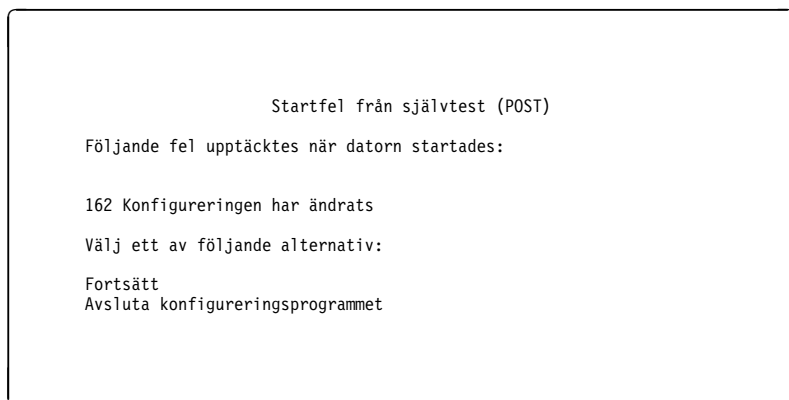 Startfel från självtest (POST)
Följande fel upptäcktes när datorn startades:
162 Konfigureringen har ändrats
Välj ett av följande alternativ:
Fortsätt
Avsluta konfigureringsprogrammet